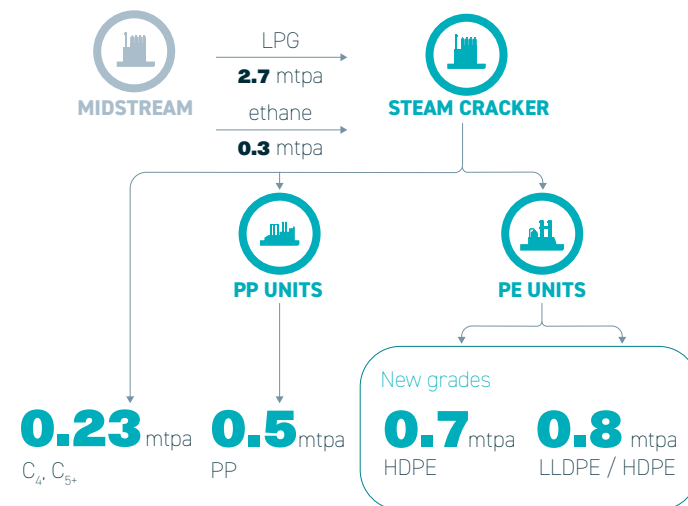 LPG
2.7 mtpa
MIDSTREAM
STEAM CRACKER
ethane
0.3 mtpa
PP UNITS
PE UNITS
New grades
0.23 mtpa
C4, C5+
0.5 mtpa
PP
0.7 mtpa
HDPE
0.8 mtpa
LLDPE / HDPE